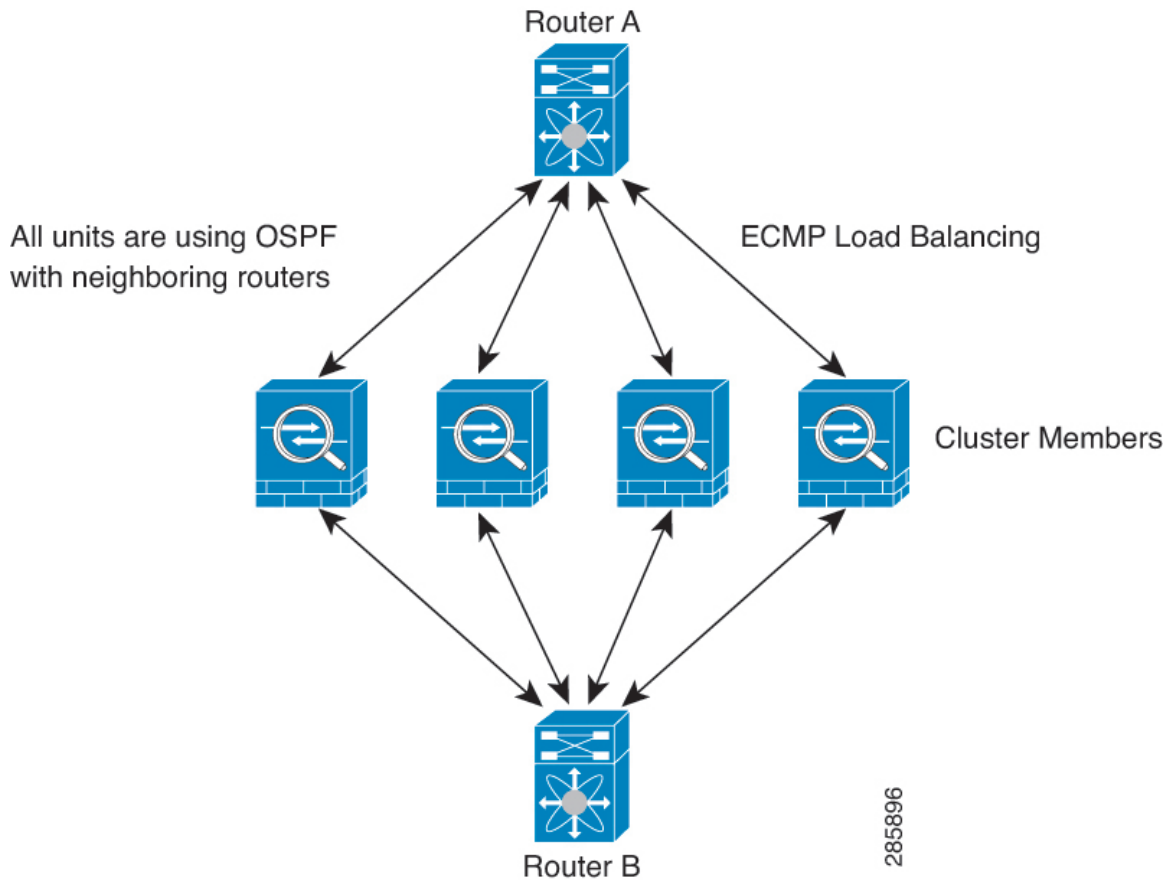 Router A
All units are using OSPF
with neighboring routers
ECMP Load Balancing
Cluster Members
Router B
285896